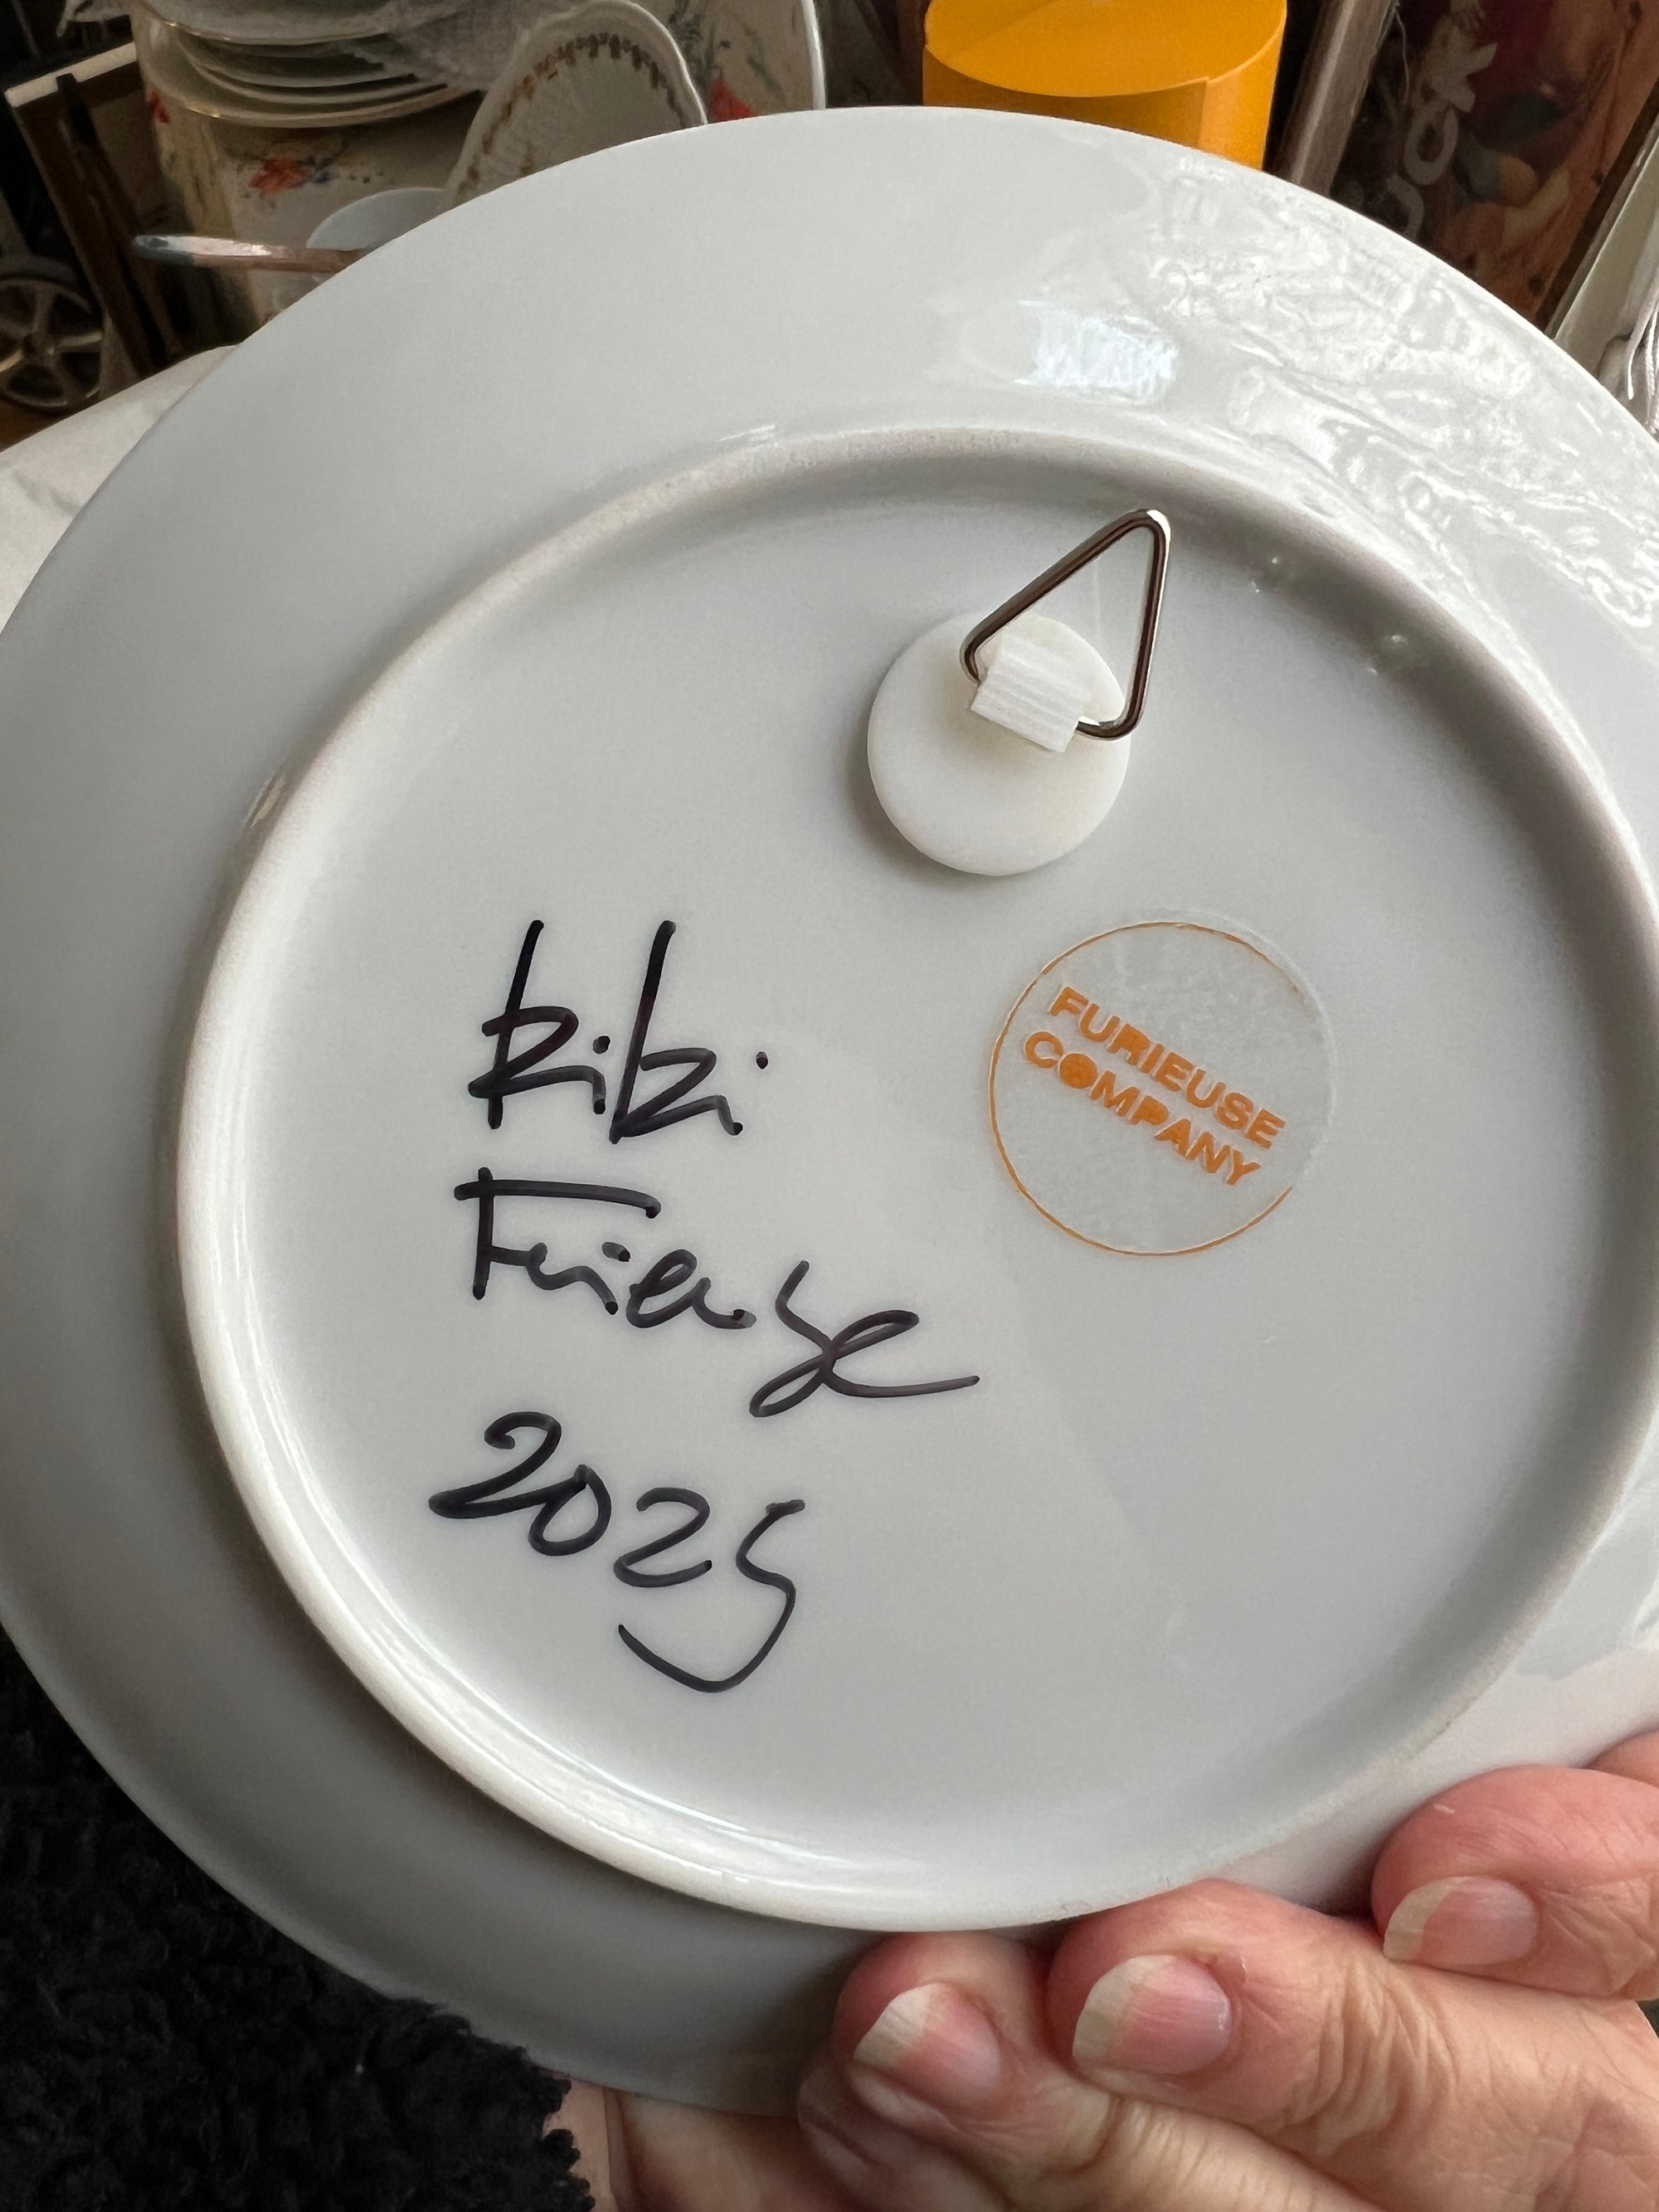 Kiki
Furieuse
2025
FURIEUSE
COMPANY